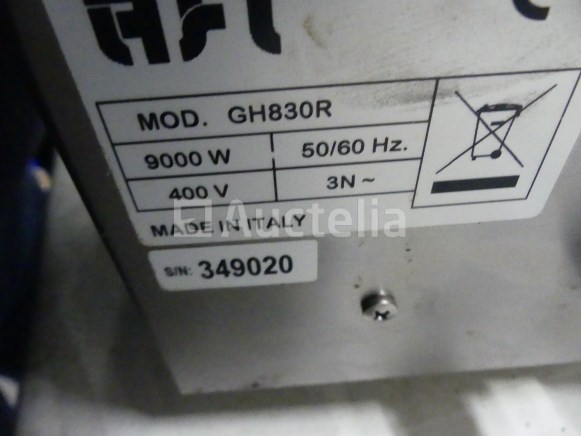 MOD. GH830R
9000 W 50/60 Hz.
400 V 3N ~
Auctelia
MADE IN ITALY
S/N: 349020